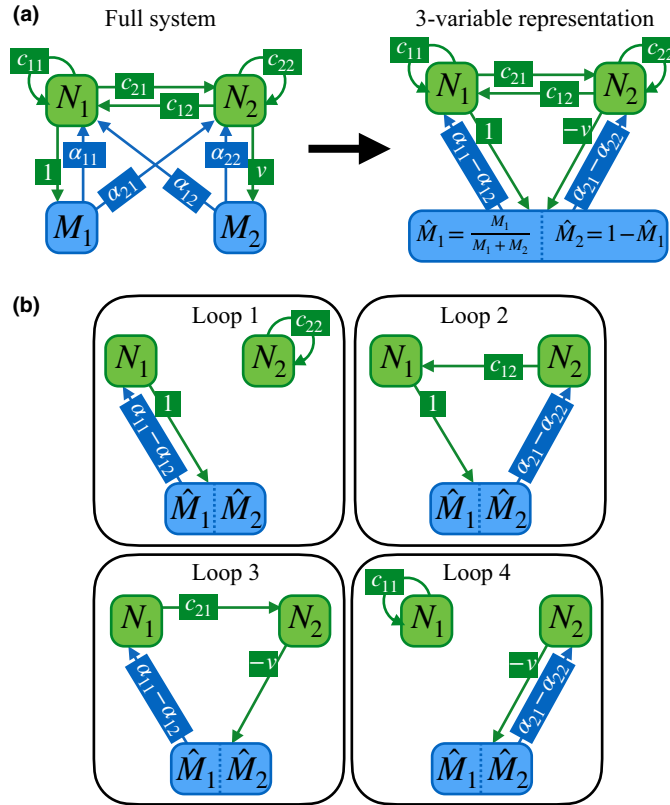 (a)
Full system
3-variable representation
c₁₁
c₂₂
c₂₁
c₁₂
N₁
N₂
1
α₁₁
α₂₁
α₁₂
α₂₂
v
M₁
M₂
c₁₁
c₂₂
c₂₁
c₁₂
N₁
N₂
α₁₁−α₁₂
1
−v
α₂₁−α₂₂
M̂₁ = M₁/(M₁+M₂)
M̂₂ = 1−M̂₁
(b)
Loop 1
c₂₂
N₁
N₂
1
α₁₁−α₁₂
M̂₁ M̂₂
Loop 2
N₁
c₁₂
N₂
1
α₂₁−α₂₂
M̂₁ M̂₂
Loop 3
N₁
c₂₁
N₂
−v
α₁₁−α₁₂
M̂₁ M̂₂
Loop 4
c₁₁
N₁
N₂
−v
α₂₁−α₂₂
M̂₁ M̂₂